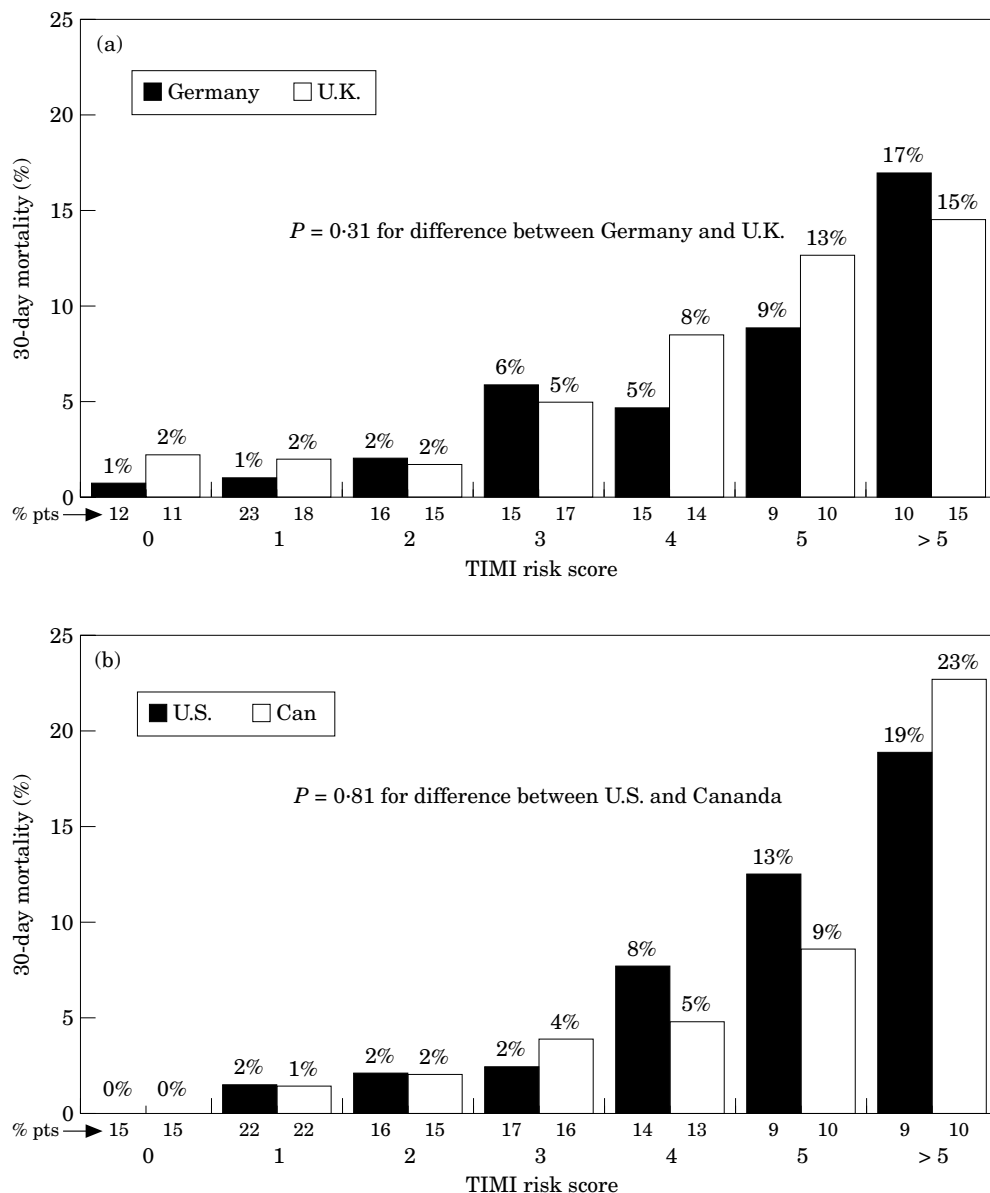 25
(a)
Germany U.K.
20
17%
15
15%
P = 0·31 for difference between Germany and U.K.
13%
30-day mortality (%)
10
9%
8%
6%
5%
5%
5
2%
2%
2%
2%
1%
1%
0
% pts 12 11 23 18 16 15 15 17 15 14 9 10 10 15
0 1 2 3 4 5 > 5
TIMI risk score
25
(b)
23%
U.S. Can
20
19%
P = 0·81 for difference between U.S. and Cananda
15
13%
30-day mortality (%)
10
9%
8%
5%
5
4%
2%
1%
2%
2%
2%
0%
0%
0
% pts 15 15 22 22 16 15 17 16 14 13 9 10 9 10
0 1 2 3 4 5 > 5
TIMI risk score